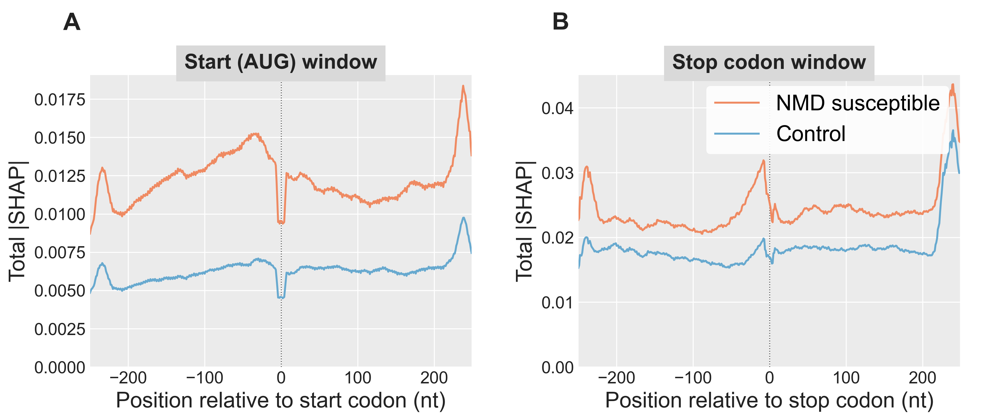 A
B
Start (AUG) window
Stop codon window
NMD susceptible
Control
Total |SHAP|
0.0175
0.0150
0.0125
0.0100
0.0075
0.0050
0.0025
0.0000
−200
−100
0
100
200
Position relative to start codon (nt)
Total |SHAP|
0.04
0.03
0.02
0.01
0.00
−200
−100
0
100
200
Position relative to stop codon (nt)